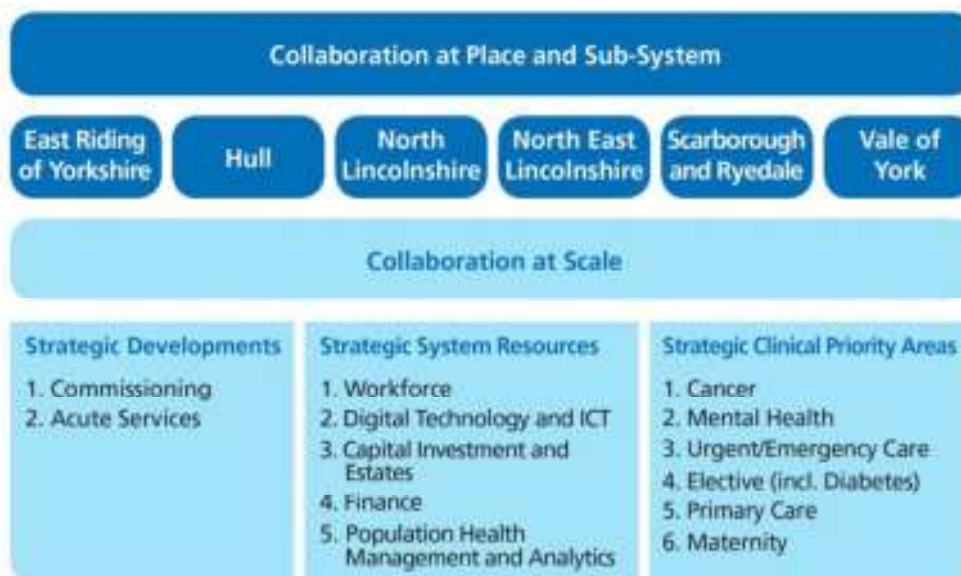 Collaboration at Place and Sub-System
East Riding
of Yorkshire
Hull
North
Lincolnshire
North East
Lincolnshire
Scarborough
and Ryedale
Vale of
York
Collaboration at Scale
Strategic Developments
1. Commissioning
2. Acute Services
Strategic System Resources
1. Workforce
2. Digital Technology and ICT
3. Capital Investment and
Estates
4. Finance
5. Population Health
Management and Analytics
Strategic Clinical Priority Areas
1. Cancer
2. Mental Health
3. Urgent/Emergency Care
4. Elective (incl. Diabetes)
5. Primary Care
6. Maternity